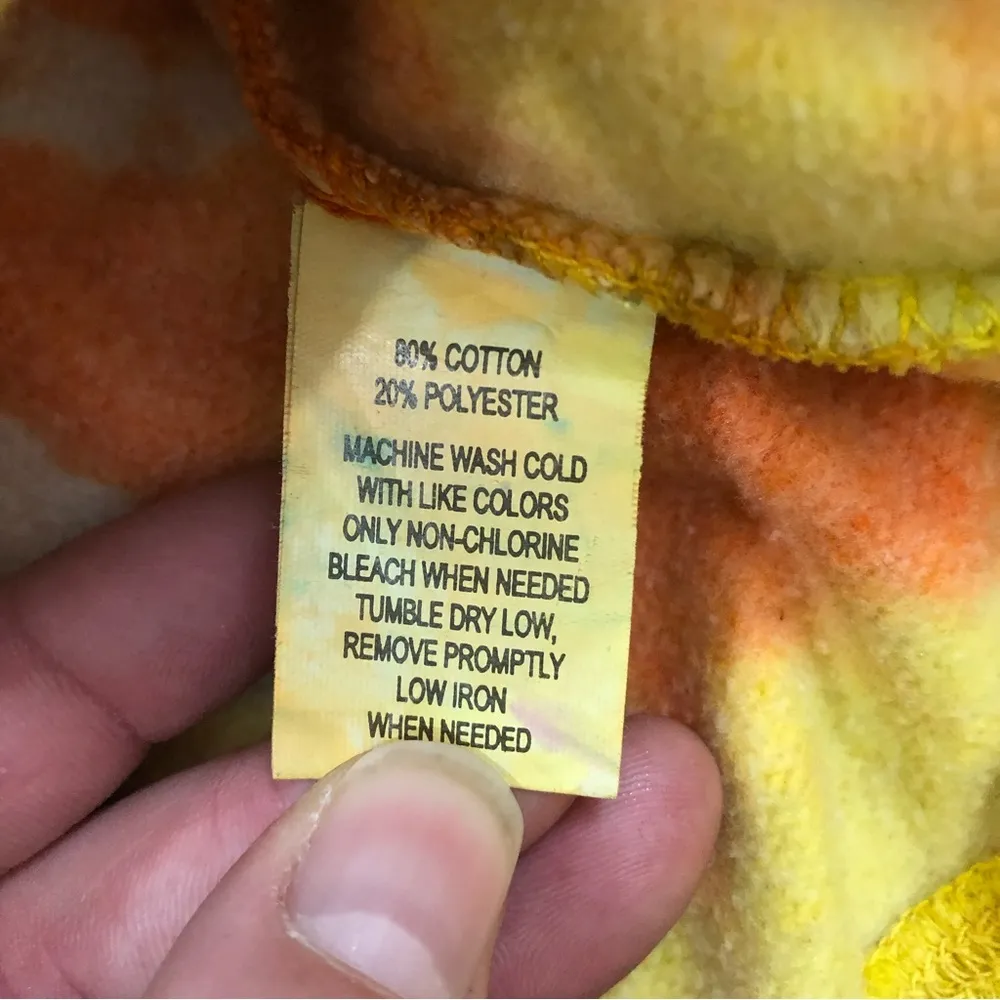 80% COTTON
20% POLYESTER
MACHINE WASH COLD
WITH LIKE COLORS
ONLY NON-CHLORINE
BLEACH WHEN NEEDED
TUMBLE DRY LOW,
REMOVE PROMPTLY
LOW IRON
WHEN NEEDED